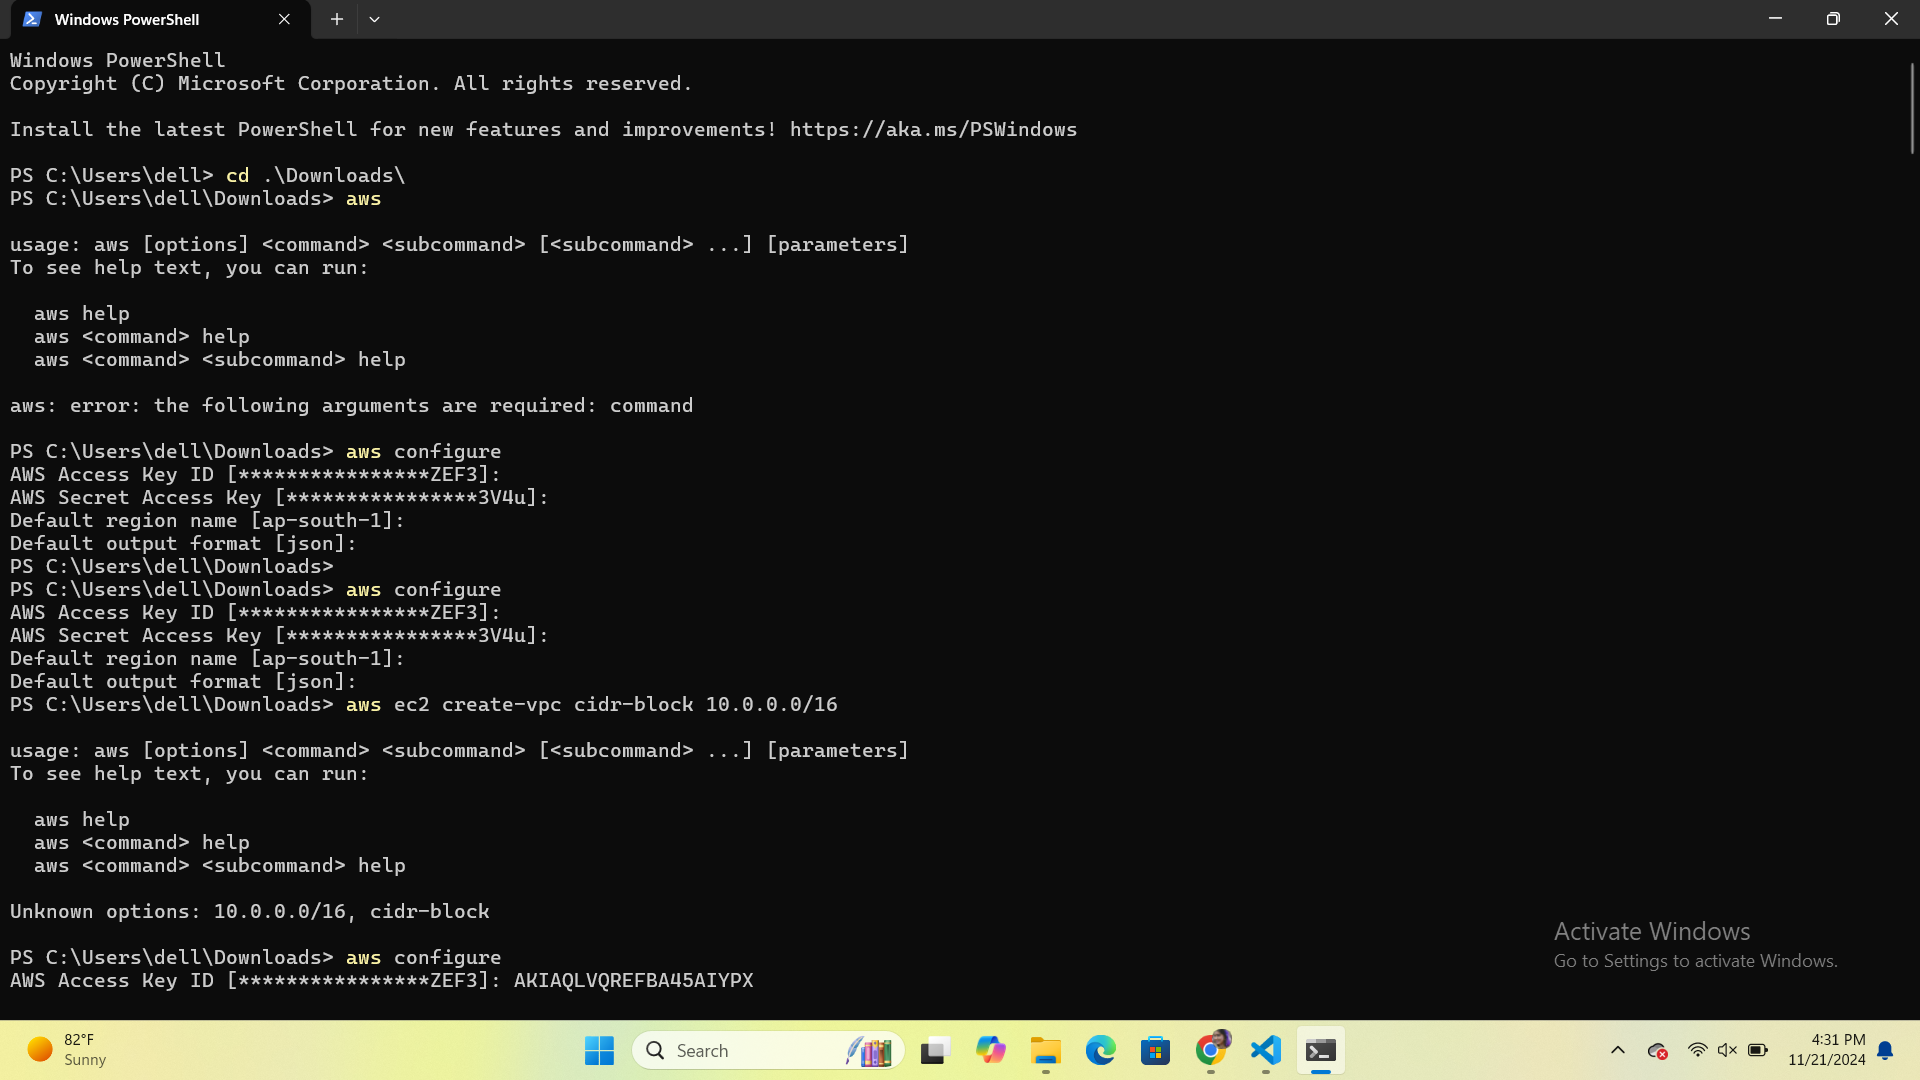 Windows PowerShell
Windows PowerShell
Copyright (C) Microsoft Corporation. All rights reserved.
Install the latest PowerShell for new features and improvements! https://aka.ms/PSWindows
PS C:\Users\dell> cd .\Downloads\
PS C:\Users\dell\Downloads> aws
usage: aws [options] <command> <subcommand> [<subcommand> ...] [parameters]
To see help text, you can run:
aws help
aws <command> help
aws <command> <subcommand> help
aws: error: the following arguments are required: command
PS C:\Users\dell\Downloads> aws configure
AWS Access Key ID [****************ZEF3]:
AWS Secret Access Key [****************3V4u]:
Default region name [ap-south-1]:
Default output format [json]:
PS C:\Users\dell\Downloads>
PS C:\Users\dell\Downloads> aws configure
AWS Access Key ID [****************ZEF3]:
AWS Secret Access Key [****************3V4u]:
Default region name [ap-south-1]:
Default output format [json]:
PS C:\Users\dell\Downloads> aws ec2 create-vpc cidr-block 10.0.0.0/16
usage: aws [options] <command> <subcommand> [<subcommand> ...] [parameters]
To see help text, you can run:
aws help
aws <command> help
aws <command> <subcommand> help
Unknown options: 10.0.0.0/16, cidr-block
PS C:\Users\dell\Downloads> aws configure
AWS Access Key ID [****************ZEF3]: AKIAQLVQREFBA45AIYPX
Activate Windows
Go to Settings to activate Windows.
82°F
Sunny
Search
4:31 PM
11/21/2024